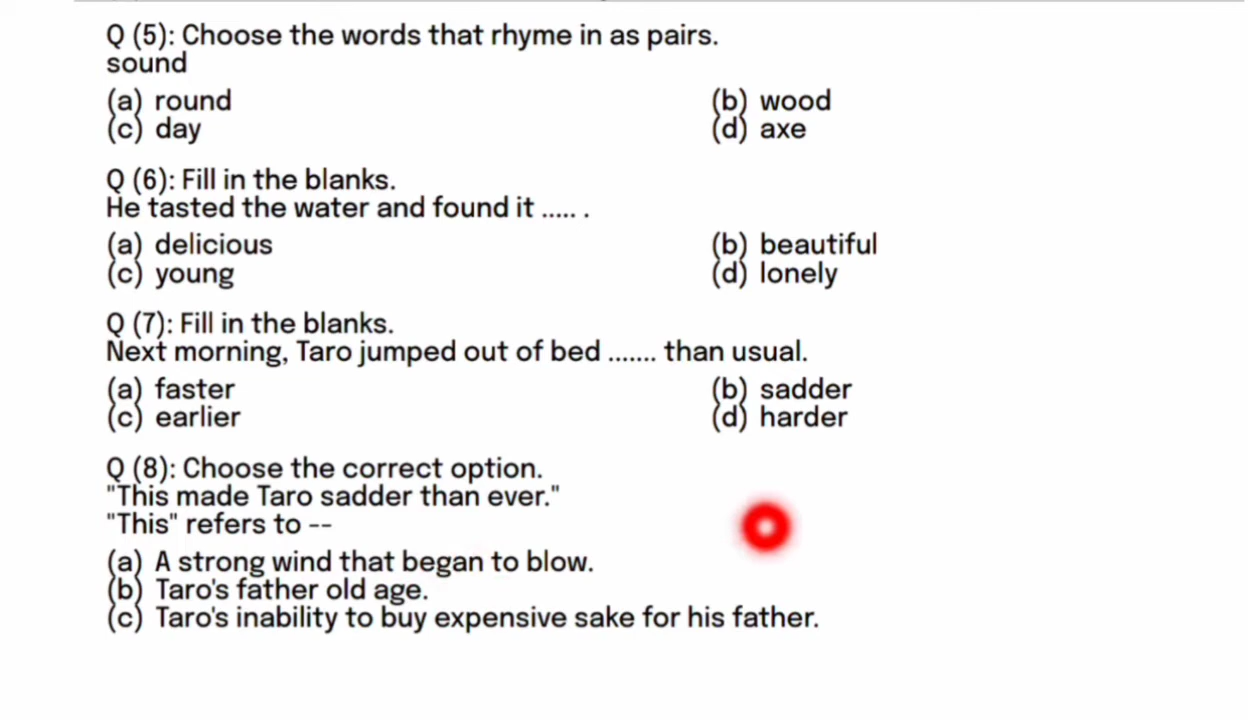 Q (5): Choose the words that rhyme in as pairs.
sound
(a) round (b) wood
(c) day (d) axe
Q (6): Fill in the blanks.
He tasted the water and found it ..... .
(a) delicious (b) beautiful
(c) young (d) lonely
Q (7): Fill in the blanks.
Next morning, Taro jumped out of bed ....... than usual.
(a) faster (b) sadder
(c) earlier (d) harder
Q (8): Choose the correct option.
"This made Taro sadder than ever."
"This" refers to --
(a) A strong wind that began to blow.
(b) Taro's father old age.
(c) Taro's inability to buy expensive sake for his father.